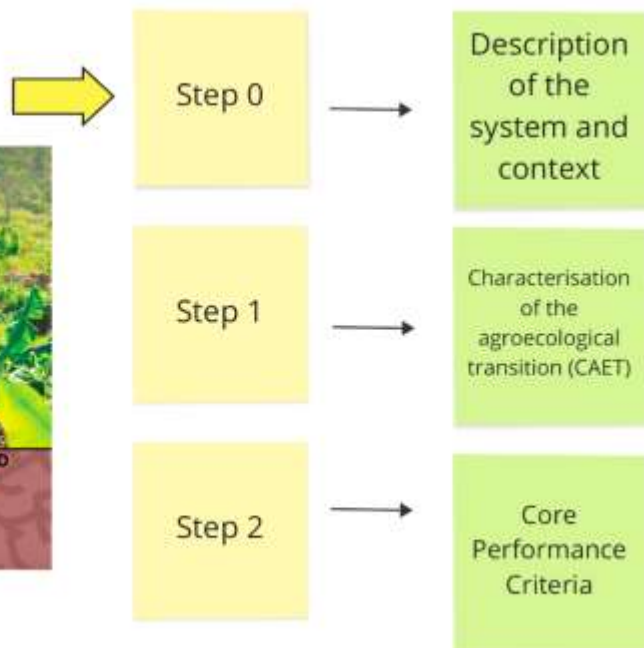 Step 0
Description
of the
system and
context
Step 1
Characterisation
of the
agroecological
transition (CAET)
Step 2
Core
Performance
Criteria